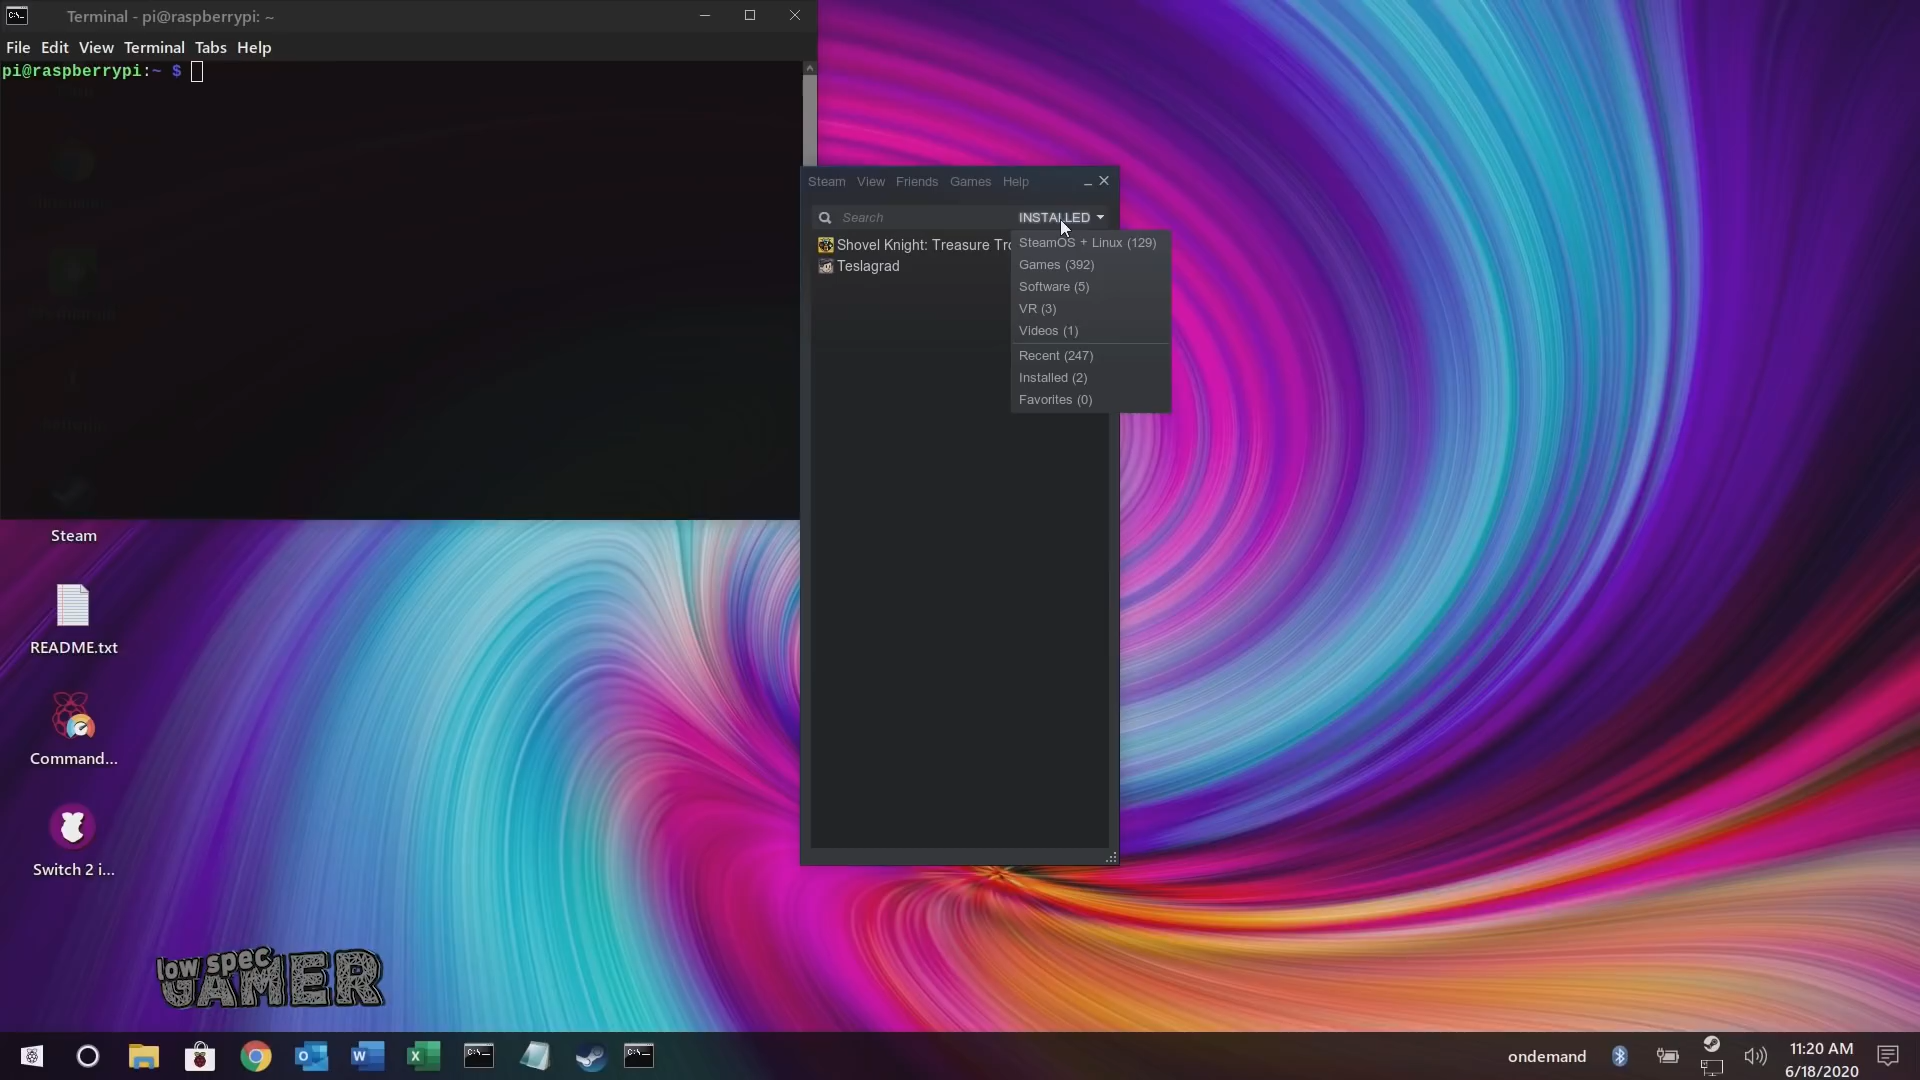 Terminal - pi@raspberrypi: ~
File Edit View Terminal Tabs Help
pi@raspberrypi:~ $
Steam View Friends Games Help
Search
INSTALLED
Shovel Knight: Treasure Tro
Teslagrad
SteamOS + Linux (129)
Games (392)
Software (5)
VR (3)
Videos (1)
Recent (247)
Installed (2)
Favorites (0)
Steam
README.txt
Command...
Switch 2 i...
low spec
GAMER
ondemand
11:20 AM
6/18/2020